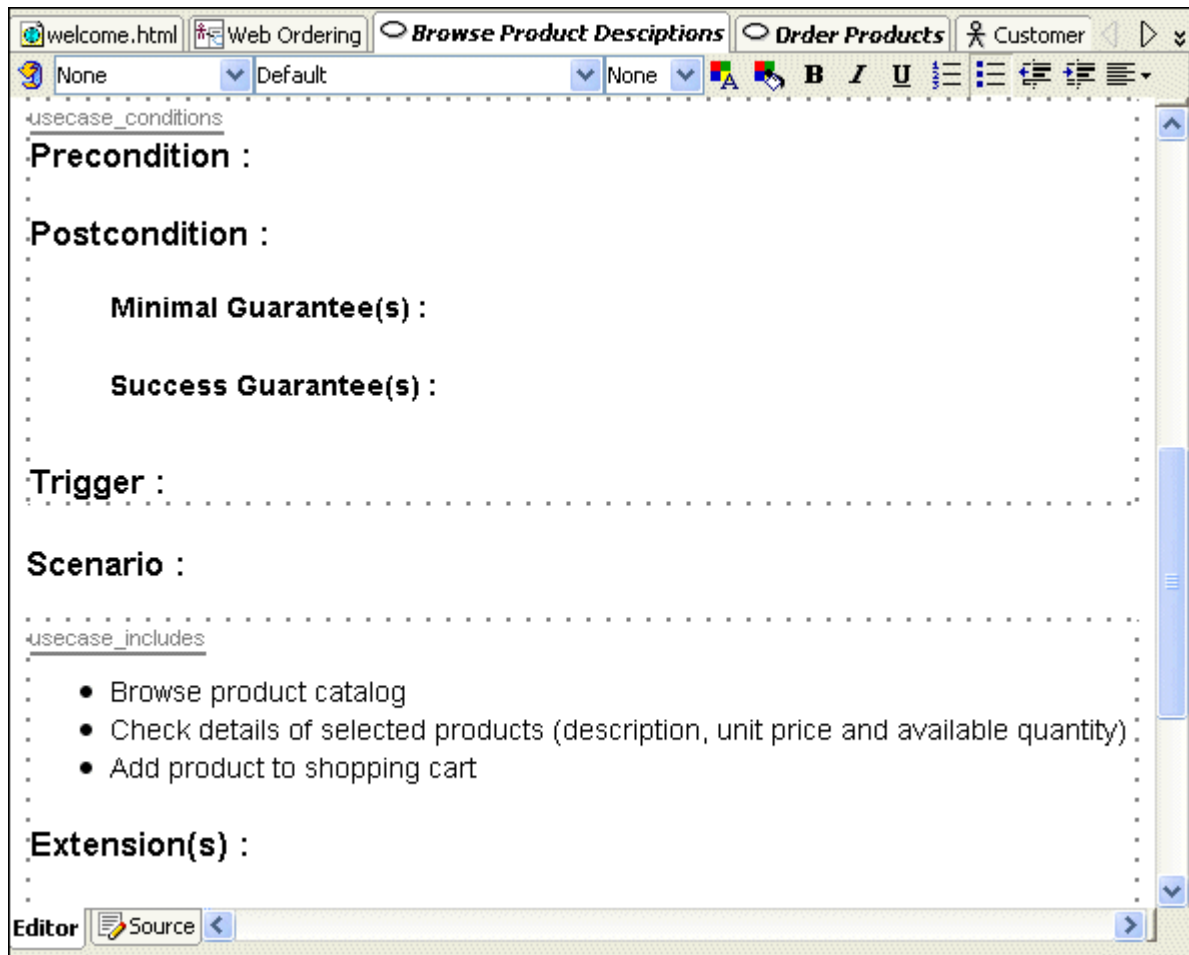 welcome.html Web Ordering Browse Product Desciptions Order Products Customer
None Default None A B I U
usecase_conditions
Precondition :
Postcondition :
Minimal Guarantee(s) :
Success Guarantee(s) :
Trigger :
Scenario :
usecase_includes
Browse product catalog
Check details of selected products (description, unit price and available quantity)
Add product to shopping cart
Extension(s) :
Editor Source